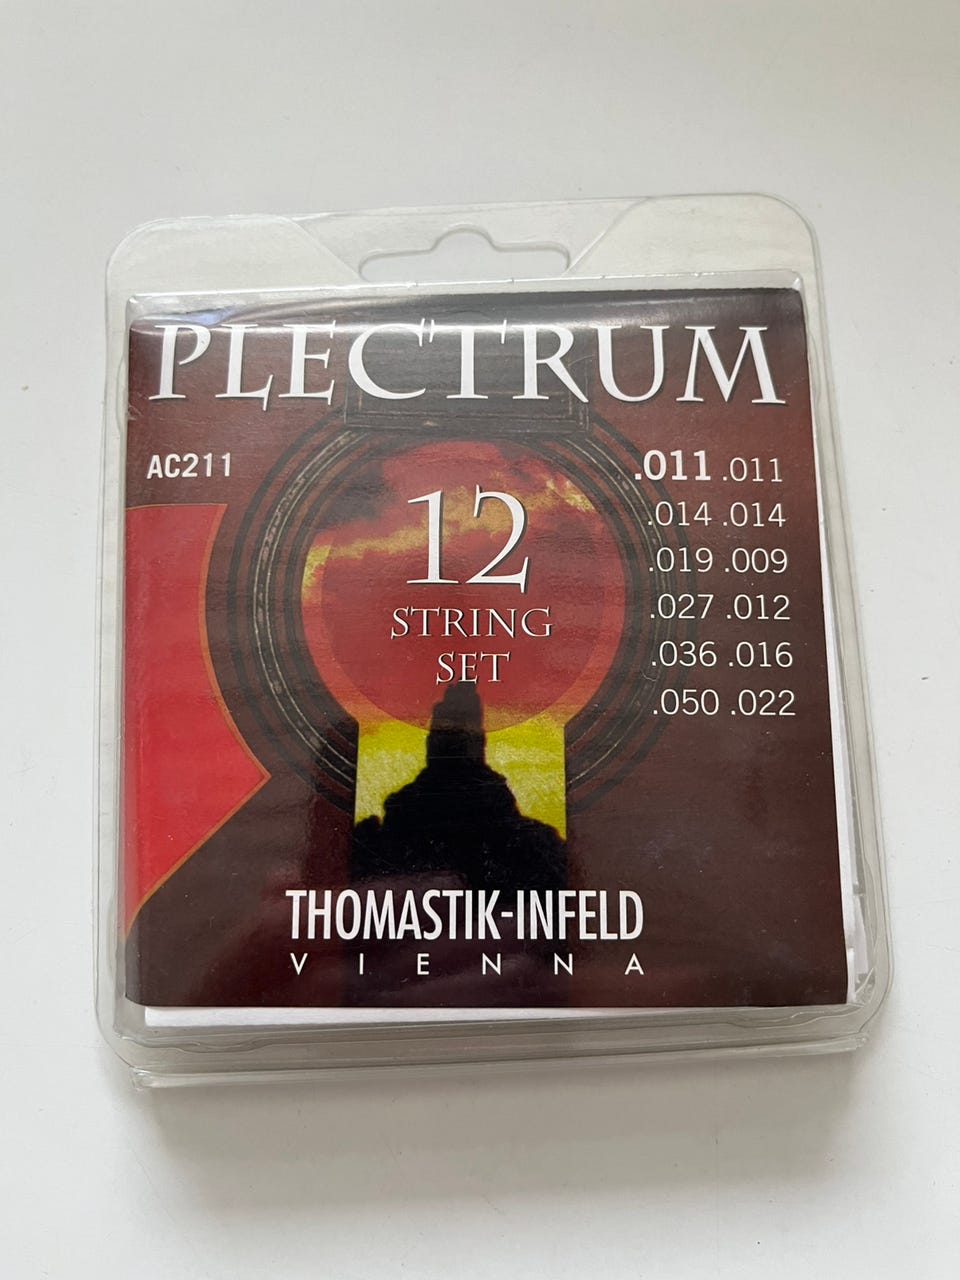 PLECTRUM
AC211
12
STRING
SET
.011 .011
.014 .014
.019 .009
.027 .012
.036 .016
.050 .022
THOMASTIK-INFELD
VIENNA